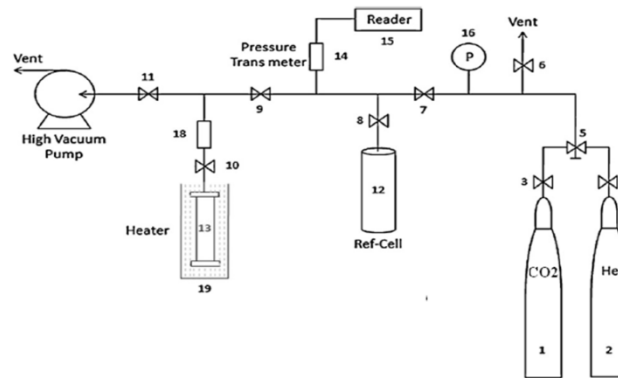 Reader
15
Vent
16
Pressure
Trans meter
14
P
6
Vent
11
9
7
High Vacuum
Pump
18
8
5
10
3
12
Heater
13
Ref-Cell
19
CO2
He
1
2